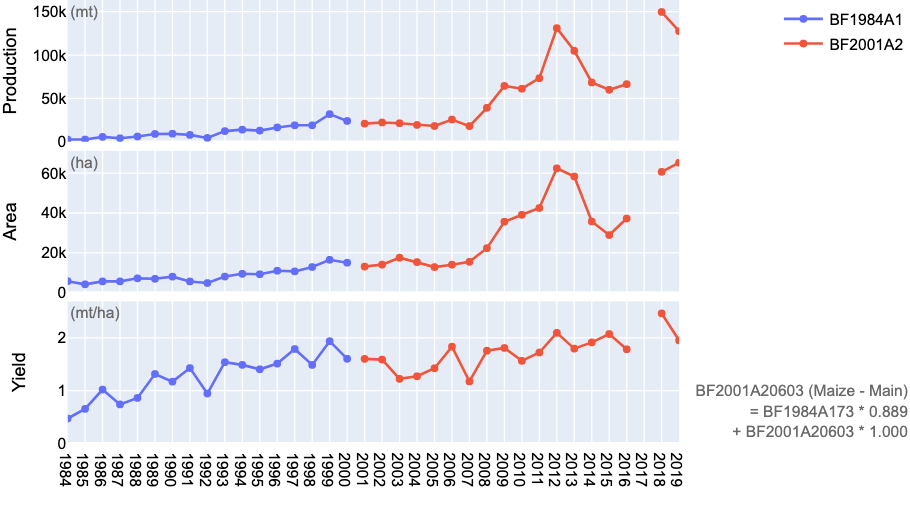 150k
(mt)
100k
50k
0
Production
(ha)
60k
40k
20k
0
Area
(mt/ha)
2
1
0
Yield
1984
1985
1986
1987
1988
1989
1990
1991
1992
1993
1994
1995
1996
1997
1998
1999
2000
2001
2002
2003
2004
2005
2006
2007
2008
2009
2010
2011
2012
2013
2014
2015
2016
2017
2018
2019
BF1984A1
BF2001A2
BF2001A20603 (Maize - Main)
= BF1984A173 * 0.889
+ BF2001A20603 * 1.000